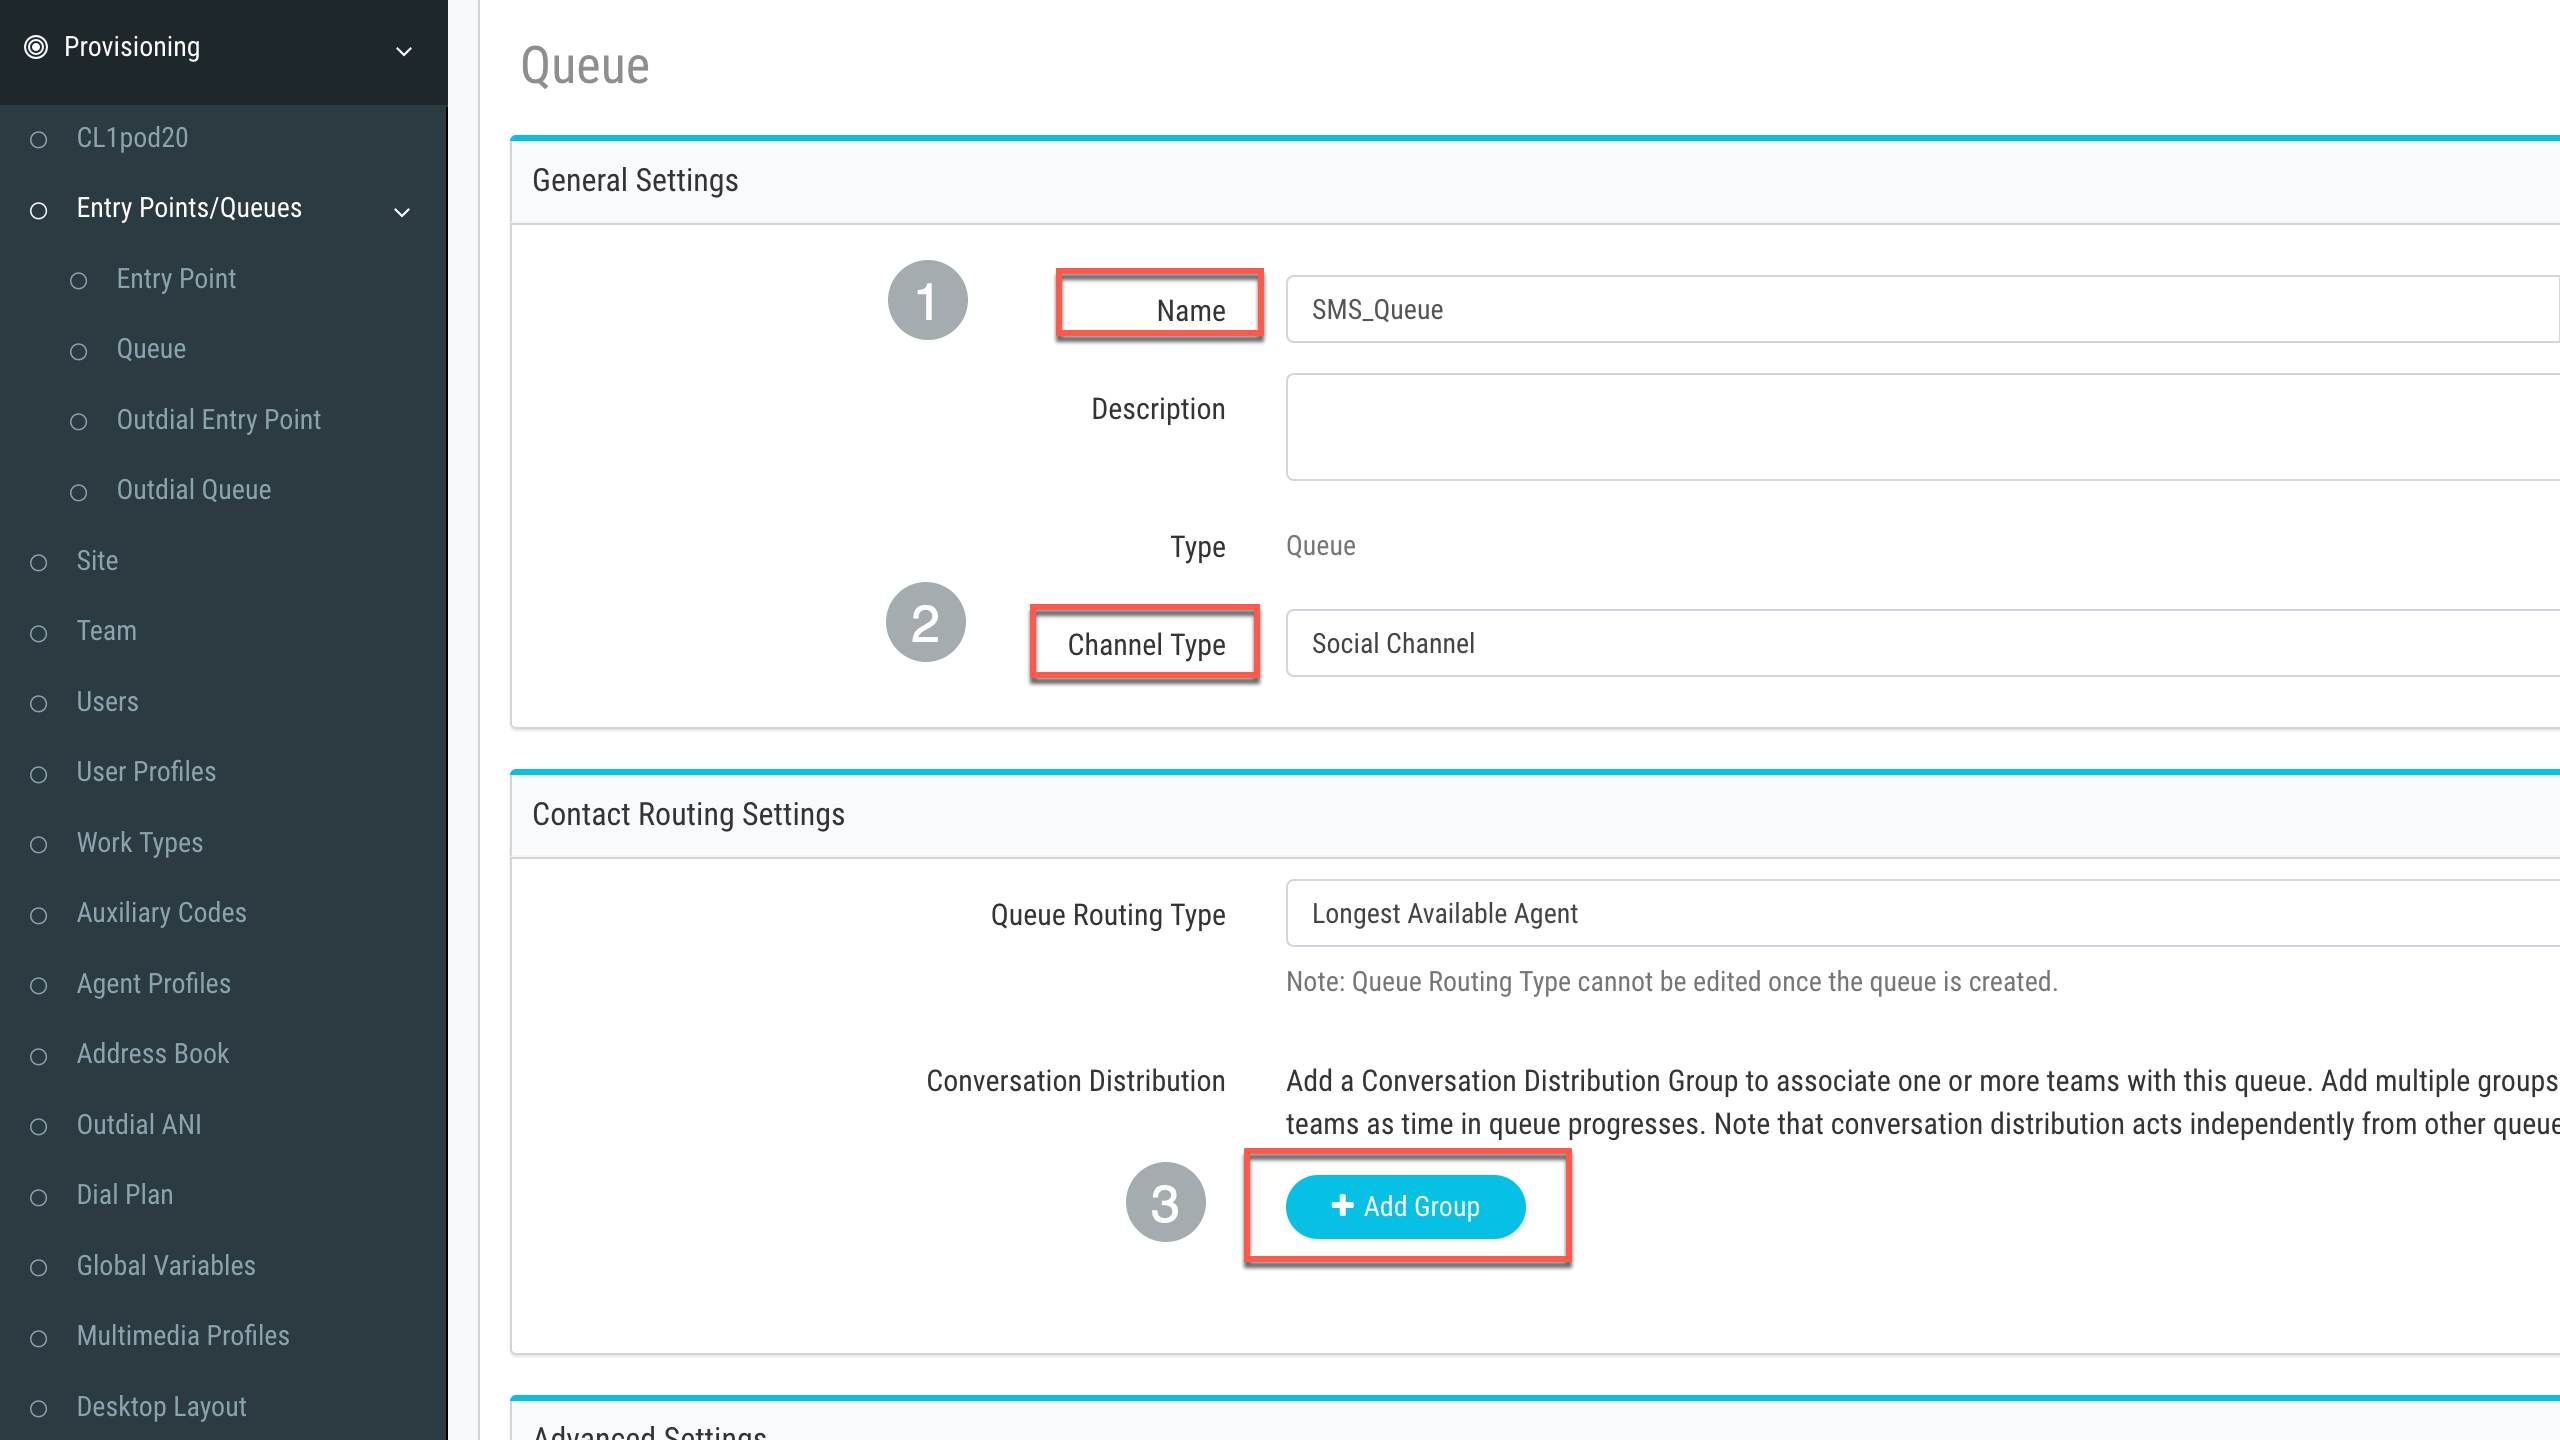 Provisioning
CL1pod20
Entry Points/Queues
Entry Point
Queue
Outdial Entry Point
Outdial Queue
Site
Team
Users
User Profiles
Work Types
Auxiliary Codes
Agent Profiles
Address Book
Outdial ANI
Dial Plan
Global Variables
Multimedia Profiles
Desktop Layout
Queue
General Settings
1 Name SMS_Queue
Description
Type Queue
2 Channel Type Social Channel
Contact Routing Settings
Queue Routing Type Longest Available Agent
Note: Queue Routing Type cannot be edited once the queue is created.
Conversation Distribution Add a Conversation Distribution Group to associate one or more teams with this queue. Add multiple groups
teams as time in queue progresses. Note that conversation distribution acts independently from other queue
3 + Add Group
Advanced Settings